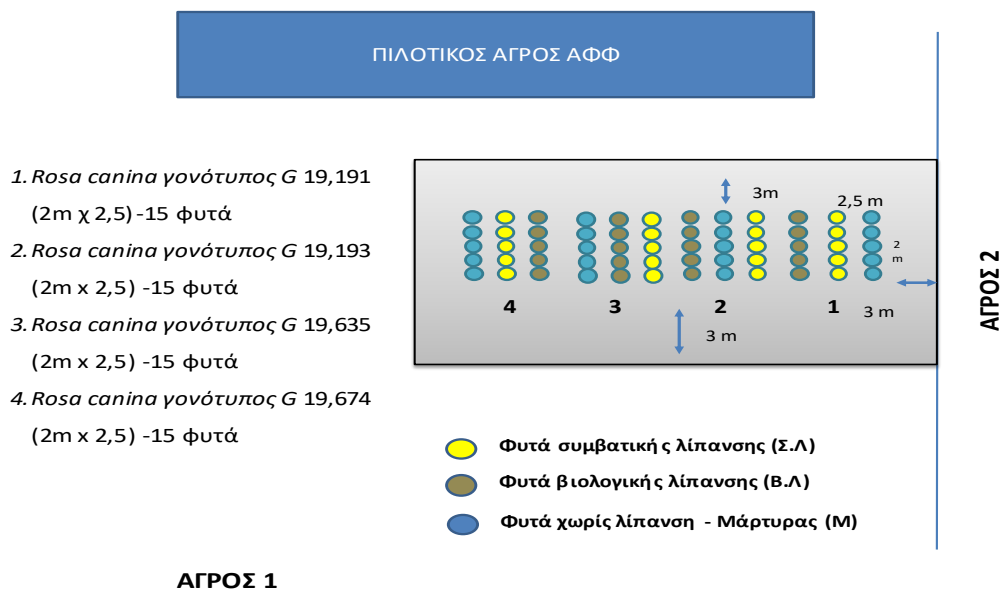 ΠΙΛΟΤΙΚΟΣ ΑΓΡΟΣ ΑΦΦ
1. Rosa canina γονότυπος G 19,191
(2m χ 2,5) -15 φυτά
2. Rosa canina γονότυπος G 19,193
(2m x 2,5) -15 φυτά
3. Rosa canina γονότυπος G 19,635
(2m x 2,5) -15 φυτά
4. Rosa canina γονότυπος G 19,674
(2m x 2,5) -15 φυτά
3m
2,5 m
2
m
4
3
2
1
3 m
3 m
ΑΓΡΟΣ 2
Φυτά συμβατικής λίπανσης (Σ.Λ)
Φυτά βιολογικής λίπανσης (Β.Λ)
Φυτά χωρίς λίπανση - Μάρτυρας (Μ)
ΑΓΡΟΣ 1